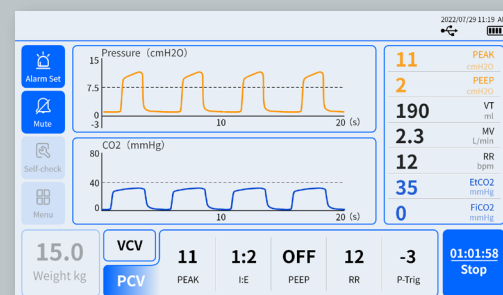 2022/07/29 11:19 AM
Alarm Set
Mute
Self-check
Menu
Pressure (cmH2O)
15
7.5
0
-3
10
20 (s)
CO2 (mmHg)
80
40
0
10
20 (s)
11 PEAK cmH2O
2 PEEP cmH2O
190 VT ml
2.3 MV L/min
12 RR bpm
35 EtCO2 mmHg
0 FiCO2 mmHg
15.0
Weight kg
VCV
PCV
11 1:2 OFF 12 -3
PEAK I:E PEEP RR P-Trig
01:01:58
Stop